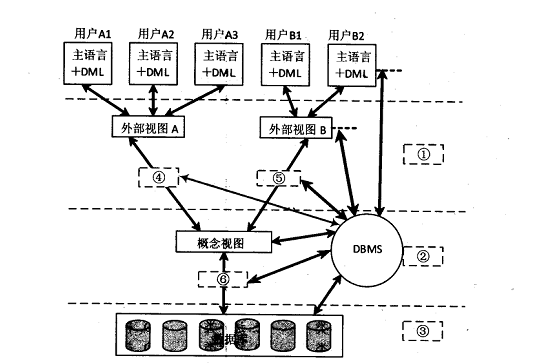 用户A1 用户A2 用户A3 用户B1 用户B2
主语言 主语言 主语言 主语言 主语言
+DML +DML +DML +DML +DML
外部视图 A 外部视图 B
①
④ ⑤
概念视图 DBMS ②
⑥
③